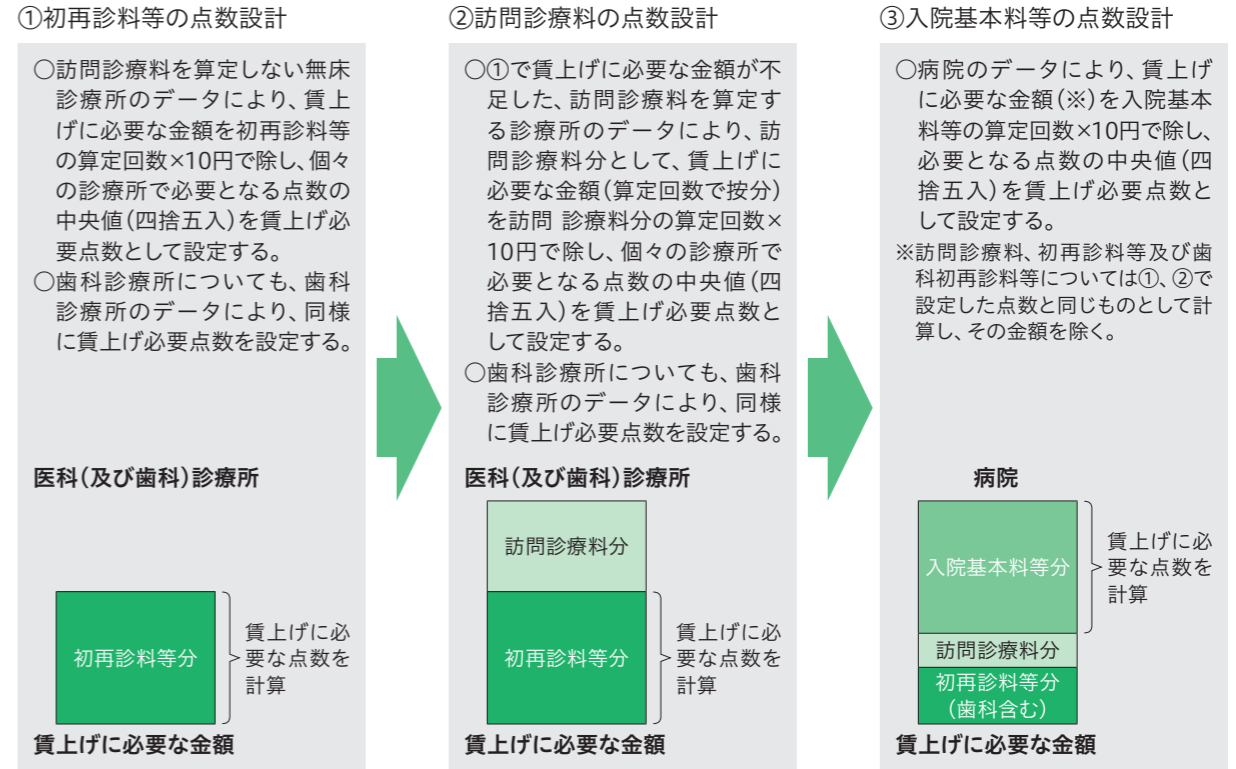 ①初再診料等の点数設計
○訪問診療料を算定しない無床
診療所のデータにより、賃上
げに必要な金額を初再診料等
の算定回数×10円で除し、個々
の診療所で必要となる点数の
中央値(四捨五入)を賃上げ必
要点数として設定する。
○歯科診療所についても、歯科
診療所のデータにより、同様
に賃上げ必要点数を設定する。
医科(及び歯科)診療所
初再診料等分
賃上げに必
要な点数を
計算
賃上げに必要な金額
②訪問診療料の点数設計
○①で賃上げに必要な金額が不
足した、訪問診療料を算定す
る診療所のデータにより、訪
問診療料分として、賃上げに
必要な金額(算定回数で按分)
を訪問 診療料分の算定回数×
10円で除し、個々の診療所で
必要となる点数の中央値(四
捨五入)を賃上げ必要点数と
して設定する。
○歯科診療所についても、歯科
診療所のデータにより、同様
に賃上げ必要点数を設定する。
医科(及び歯科)診療所
訪問診療料分
初再診料等分
賃上げに必
要な点数を
計算
賃上げに必要な金額
③入院基本料等の点数設計
○病院のデータにより、賃上げ
に必要な金額(※)を入院基本
料等の算定回数×10円で除し、
必要となる点数の中央値(四
捨五入)を賃上げ必要点数と
して設定する。
※訪問診療料、初再診料等及び歯
科初再診料等については①、②で
設定した点数と同じものとして計
算し、その金額を除く。
病院
入院基本料等分
賃上げに必
要な点数を
計算
訪問診療料分
初再診料等分
(歯科含む)
賃上げに必要な金額